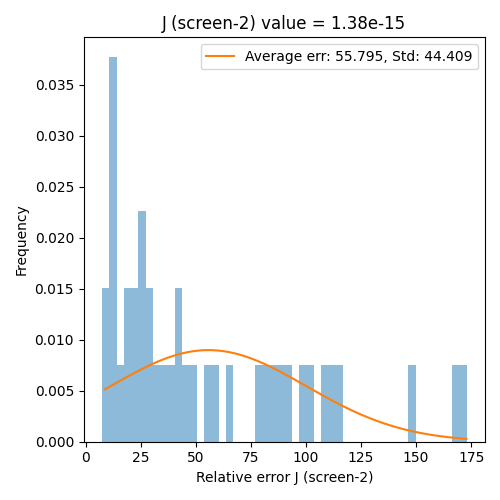 J (screen-2) value = 1.38e-15
Average err: 55.795, Std: 44.409
0.035
0.030
0.025
0.020
0.015
0.010
0.005
0.000
Frequency
0 25 50 75 100 125 150 175
Relative error J (screen-2)